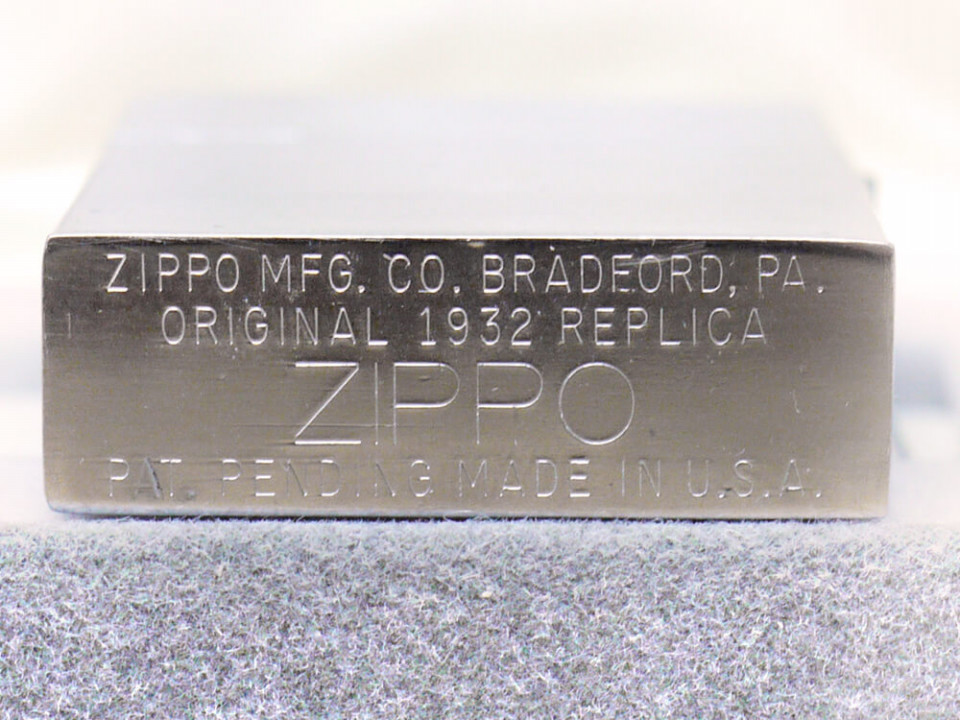 ZIPPO MFG. CO. BRADFORD, PA.
ORIGINAL 1932 REPLICA
ZIPPO
PAT. PENDING MADE IN U.S.A.